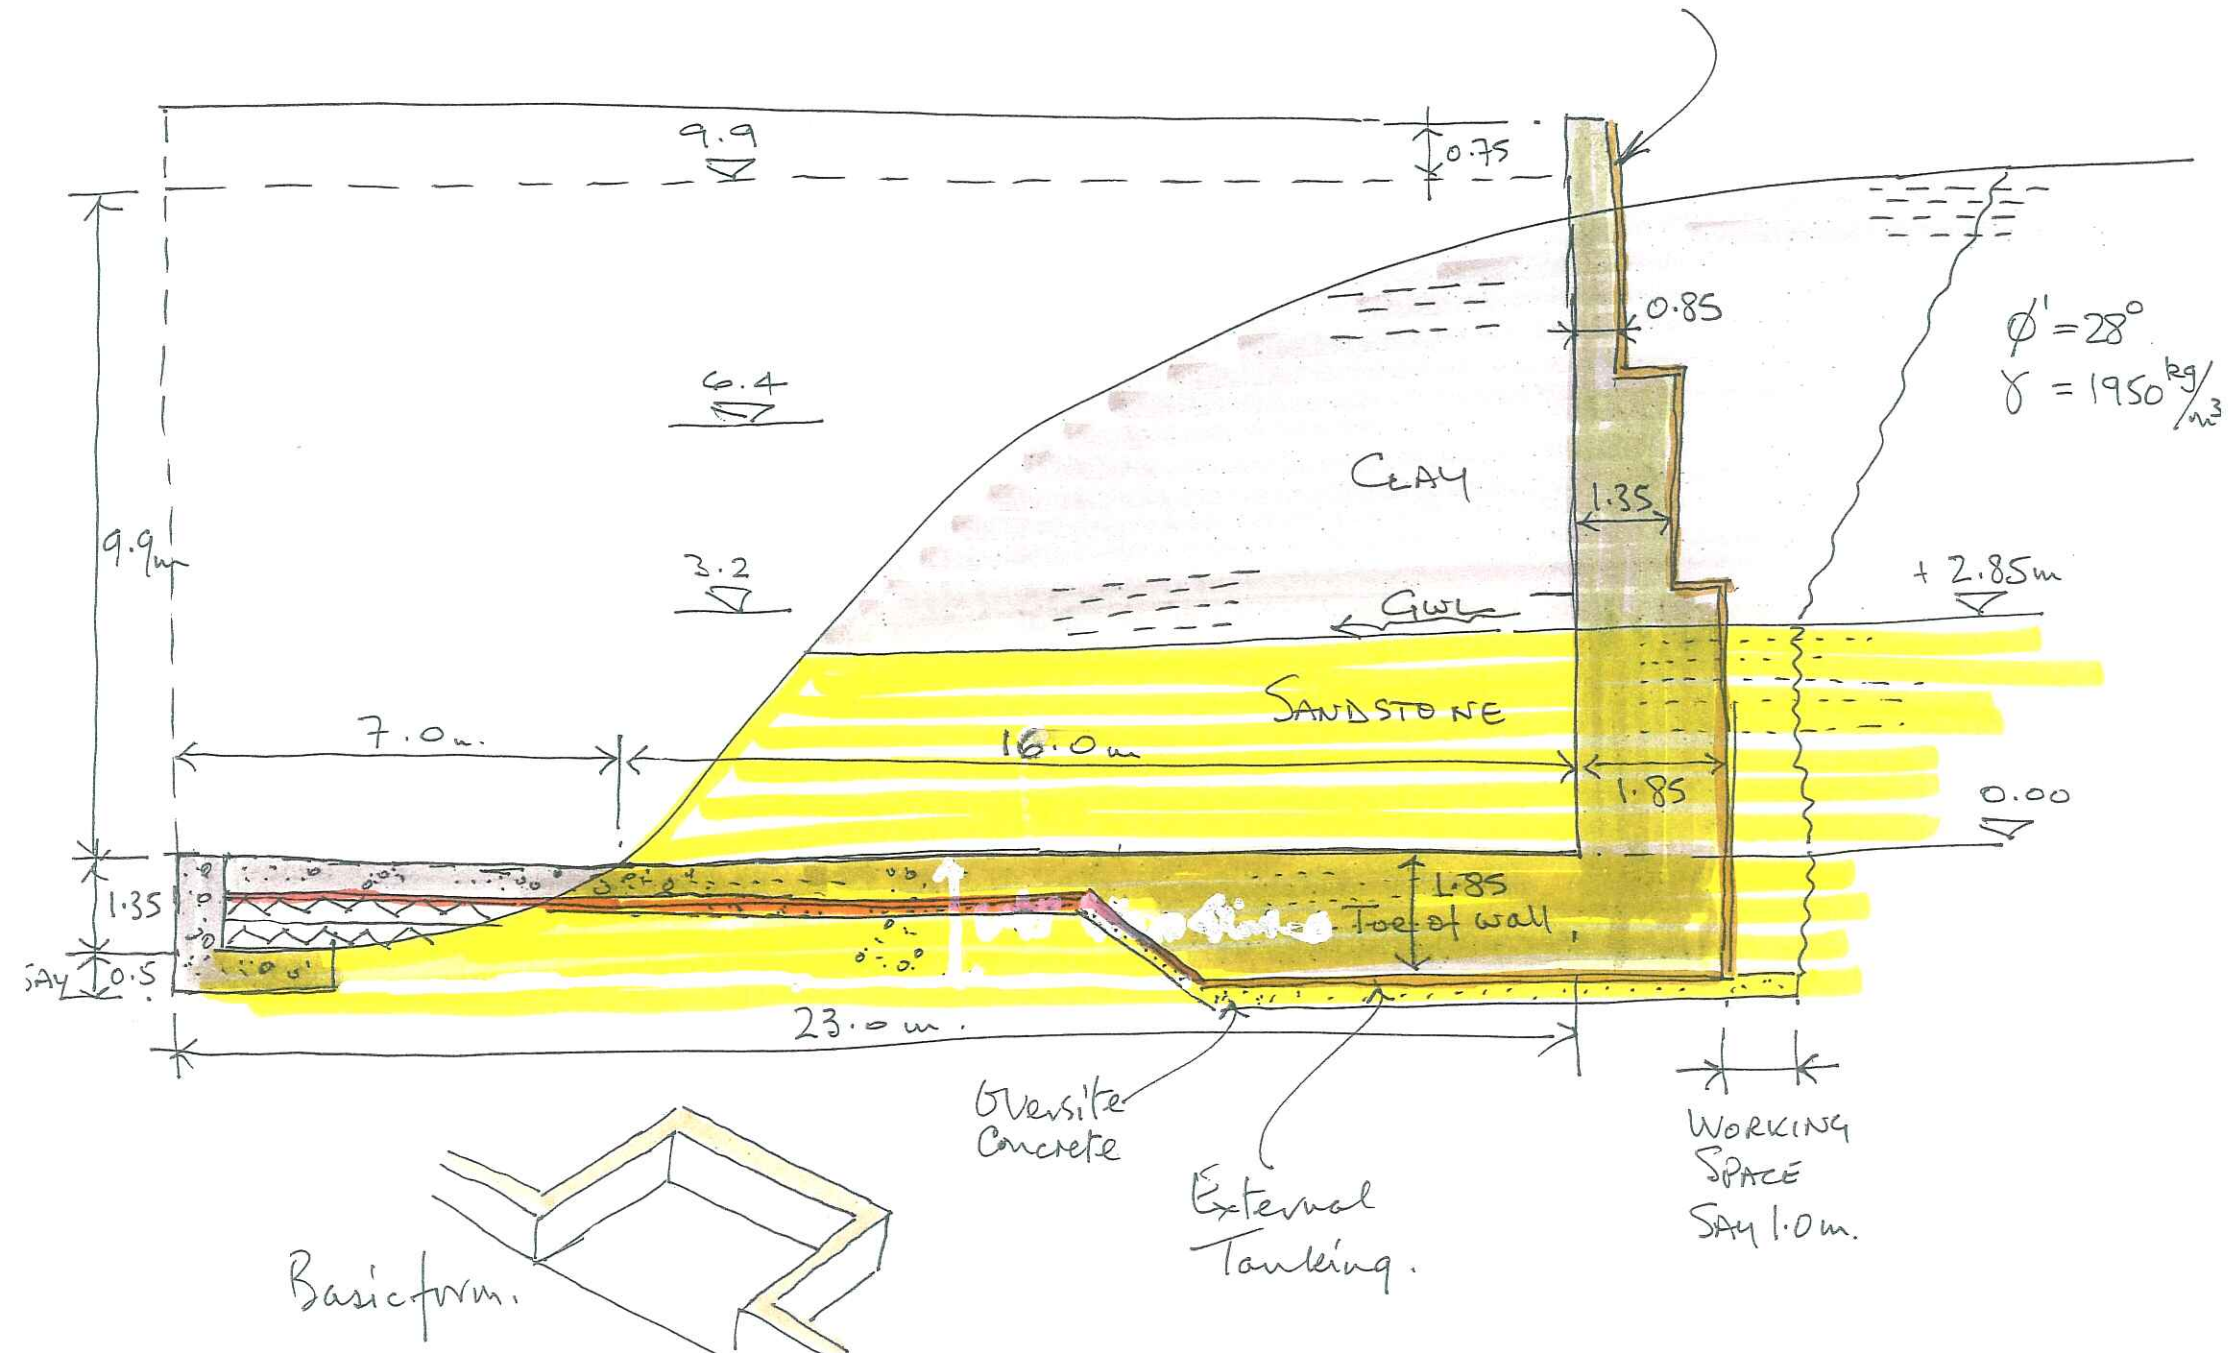 9.9
0.75
0.85
φ' = 28°
γ = 1950 kg/m³
6.4
CLAY
1.35
9.9m
3.2
+ 2.85m
GWL
SANDSTONE
7.0m.
16.0m
1.85
0.00
1.35
1.85
Toe of wall
SAY 0.5
23.0m.
Oversite
Concrete
External
Tanking.
WORKING
SPACE
SAY 1.0m.
Basic form.